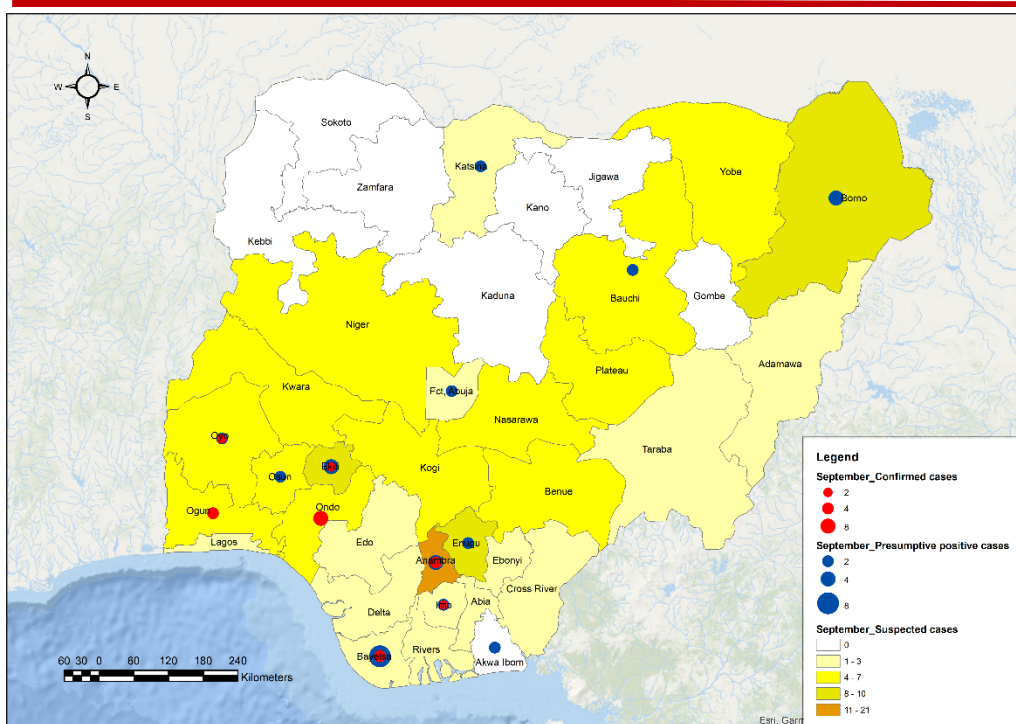 N
W E
S
Sokoto
Katsina
Jigawa
Yobe
Zamfara
Kano
Borno
Kebbi
Kaduna
Bauchi
Gombe
Niger
Adamawa
Plateau
Fct, Abuja
Kwara
Nasarawa
Taraba
Oyo
Kogi
Ekiti
Osun
Benue
Ogun
Ondo
Lagos
Edo
Enugu
Anambra
Ebonyi
Cross River
Imo
Abia
Delta
Bayelsa
Rivers
Akwa Ibom
60 30 0 60 120 180 240
Kilometers
Legend
September_Confirmed cases
2
4
8
September_Presumptive positive cases
2
4
8
September_Suspected cases
0
1 - 3
4 - 7
8 - 10
11 - 21
Esri, Garm